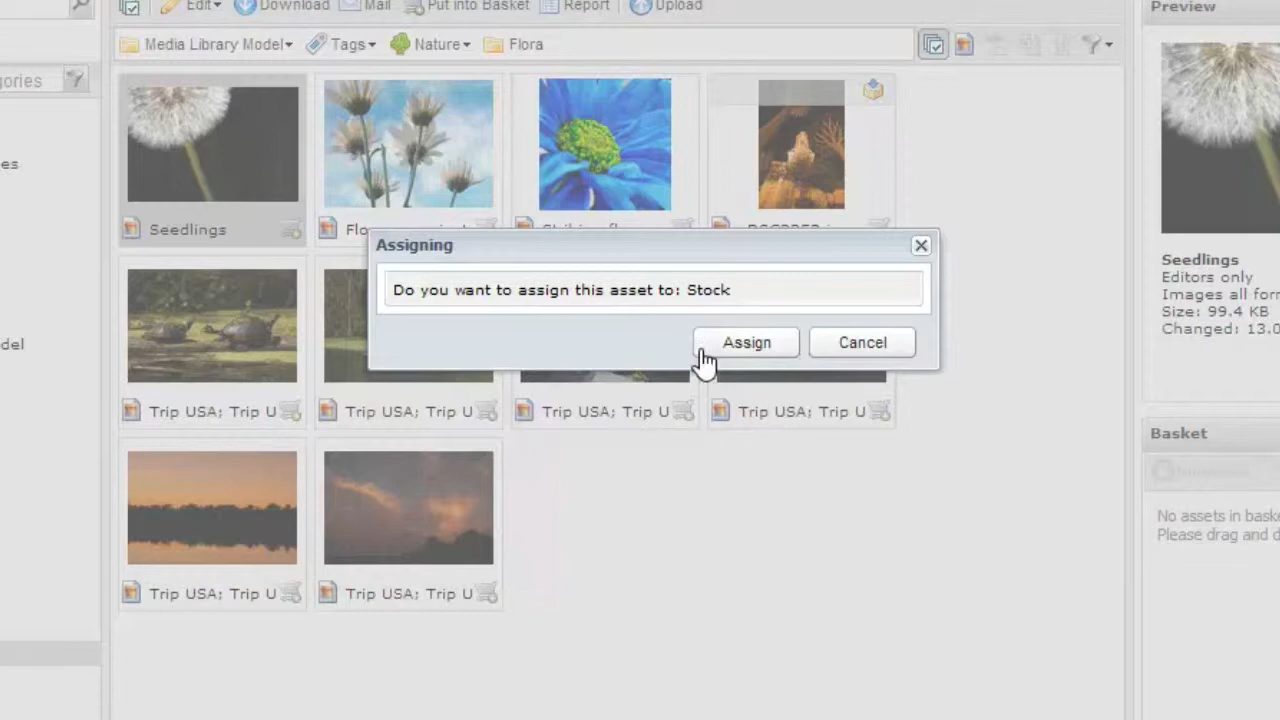 Edit Download Mail Put into Basket Report Upload
Preview
Media Library Model Tags Nature Flora
Seedlings
Assigning
Do you want to assign this asset to: Stock
Assign Cancel
Trip USA; Trip U Trip USA; Trip U Trip USA; Trip U Trip USA; Trip U
Trip USA; Trip U Trip USA; Trip U
Seedlings
Editors only
Images all for
Size: 99.4 KB
Changed: 13.0
Basket
No assets in baske
Please drag and d